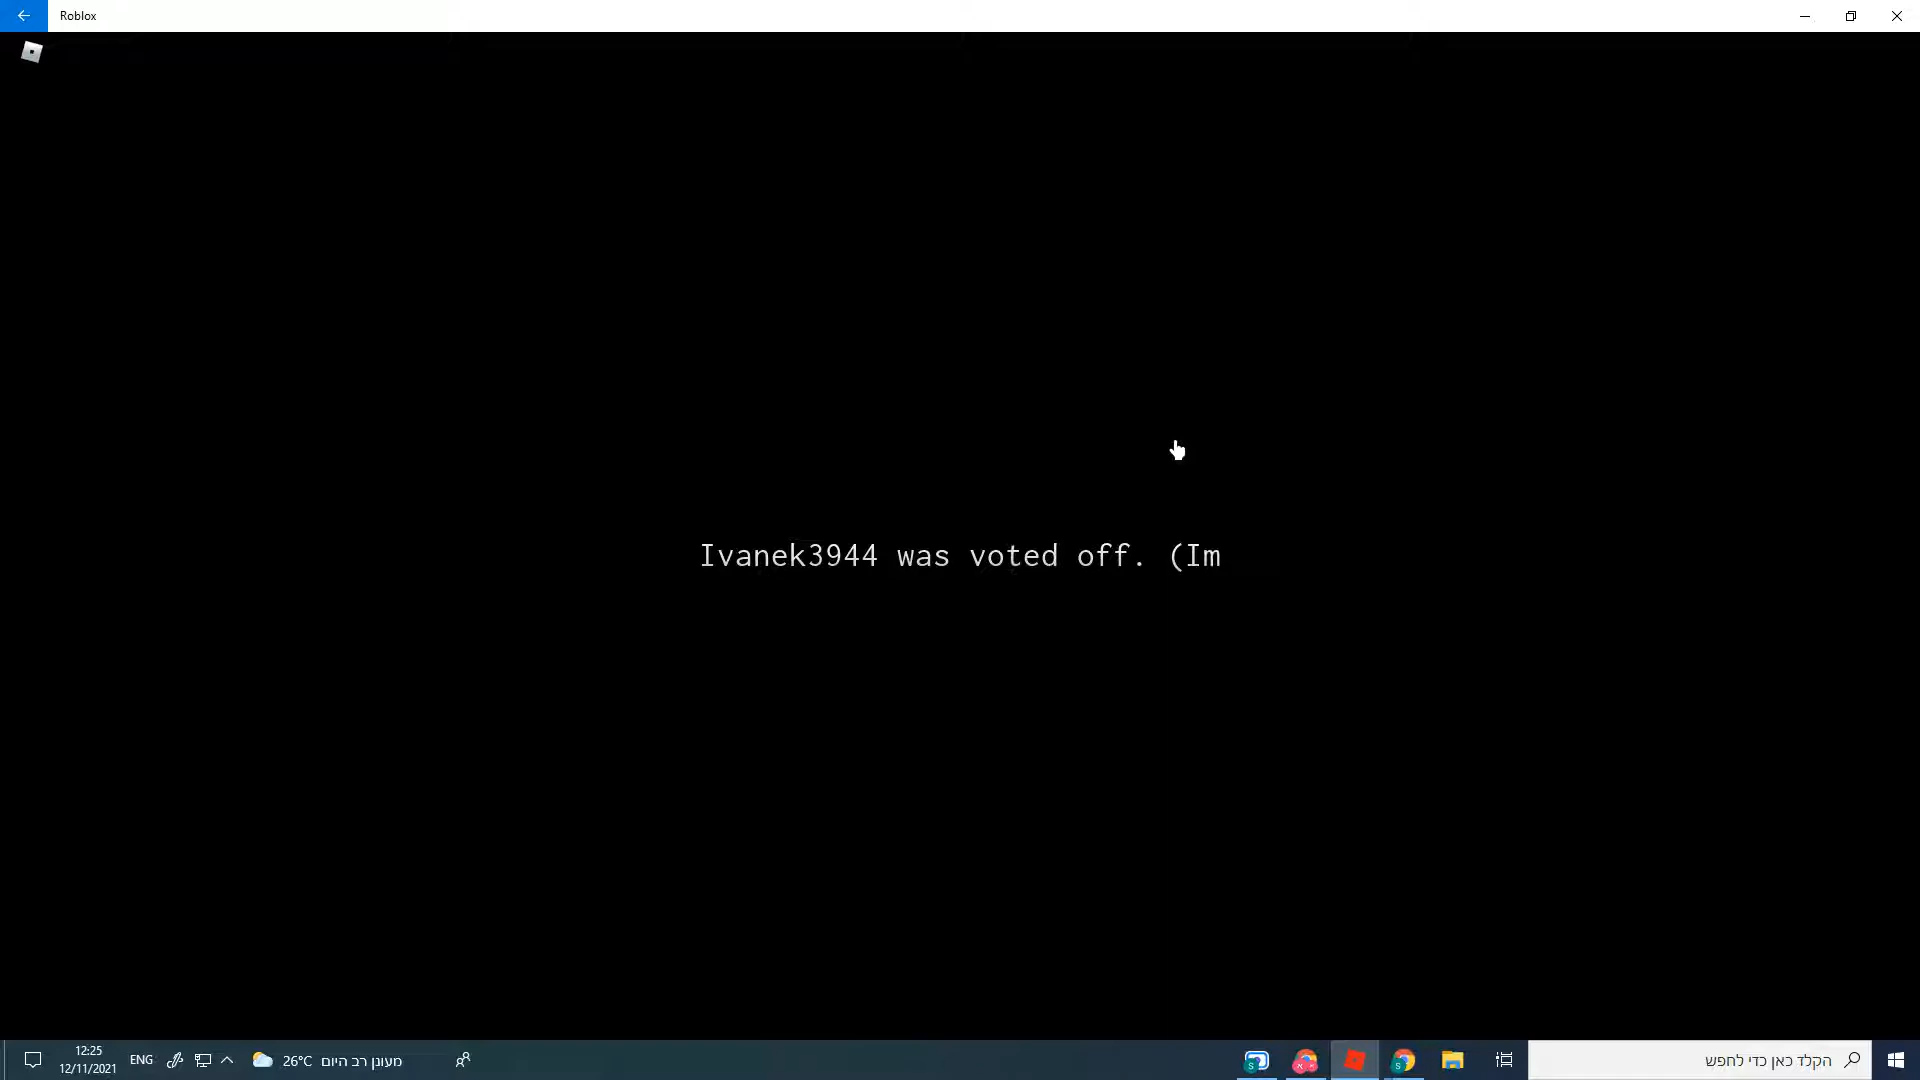 Roblox
Ivanek3944 was voted off. (Im
12:25
12/11/2021
ENG
26°C מעונן רב היום
הקלד כאן כדי לחפש